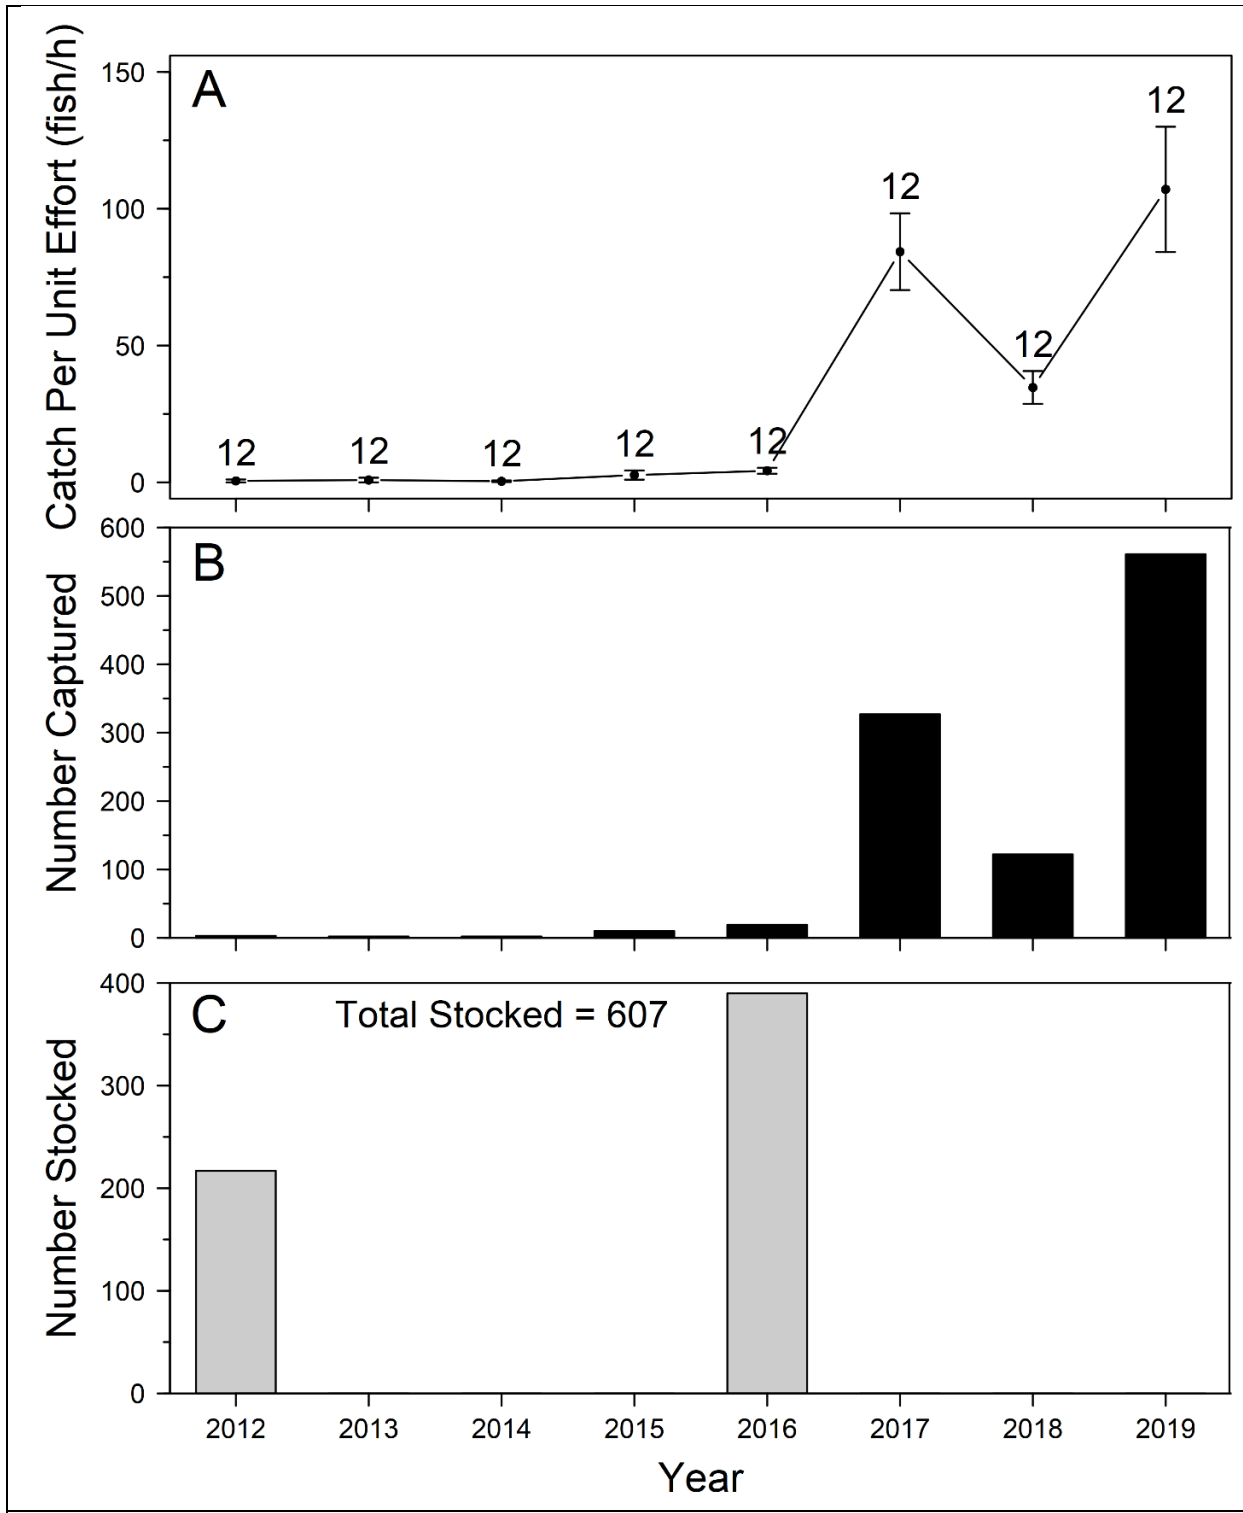 Catch Per Unit Effort (fish/h)
A
150
100
50
0
12
12
12
12
12
12
12
12
Number Captured
B
600
500
400
300
200
100
0
Number Stocked
C
Total Stocked = 607
400
300
200
100
0
2012 2013 2014 2015 2016 2017 2018 2019
Year